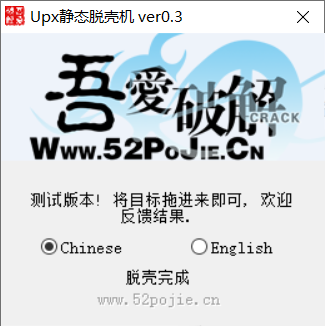 Upx静态脱壳机 ver0.3
吾愛破解
CRACK
Www.52PoJie.Cn
测试版本! 将目标拖进来即可, 欢迎
反馈结果.
Chinese
English
脱壳完成
www.52pojie.cn